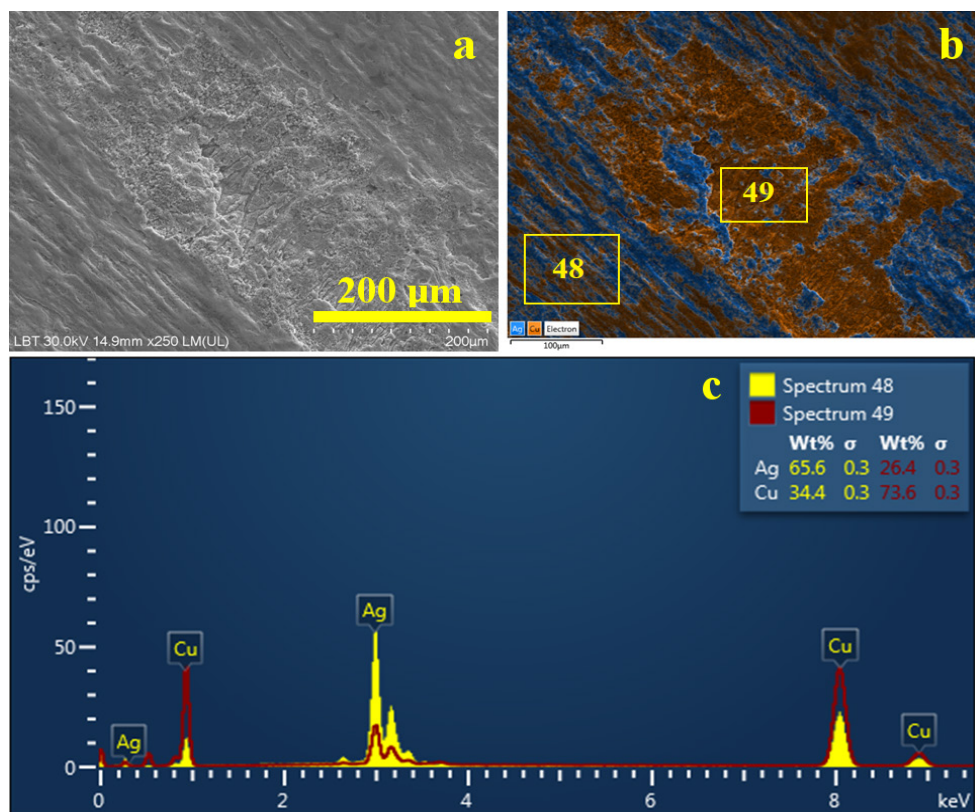 a
200 µm
LBT 30.0kV 14.9mm x250 LM(UL)
200µm
b
49
48
Ag Cu Electron
100µm
c
Spectrum 48
Spectrum 49
Wt% σ Wt% σ
Ag 65.6 0.3 26.4 0.3
Cu 34.4 0.3 73.6 0.3
150
100
50
0
cps/eV
Ag
Cu
Ag
Cu
Cu
0 2 4 6 8 keV